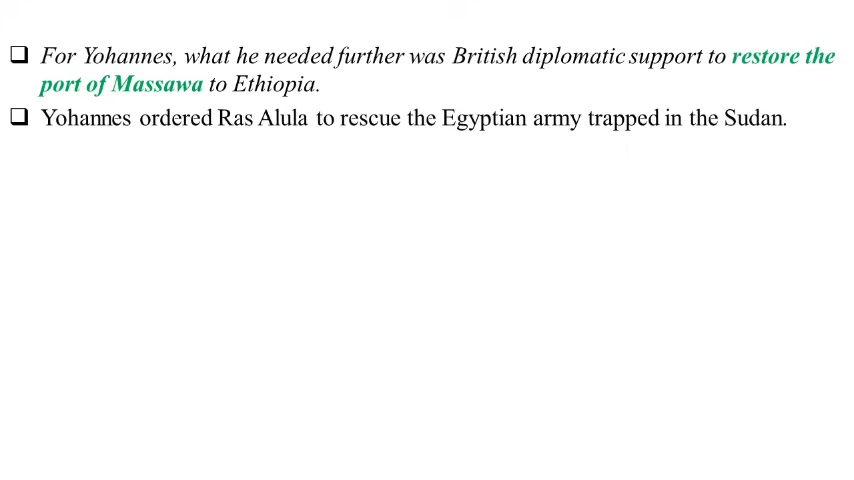 ❑ For Yohannes, what he needed further was British diplomatic support to restore the
port of Massawa to Ethiopia.
❑ Yohannes ordered Ras Alula to rescue the Egyptian army trapped in the Sudan.